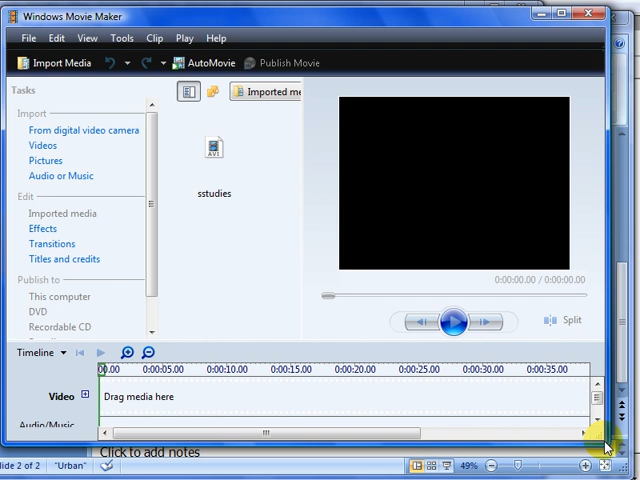 Windows Movie Maker
File Edit View Tools Clip Play Help
Import Media AutoMovie Publish Movie
Tasks
Imported me
Import
From digital video camera
Videos
Pictures
Audio or Music
AVI
sstudies
Edit
Imported media
Effects
Transitions
Titles and credits
Publish to
This computer
DVD
Recordable CD
0:00:00.00 / 0:00:00.00
Split
Timeline
00.00 0:00:05.00 0:00:10.00 0:00:15.00 0:00:20.00 0:00:25.00 0:00:30.00 0:00:35.00
Video
Drag media here
Audio/Music
Click to add notes
lide 2 of 2 "Urban" 49%